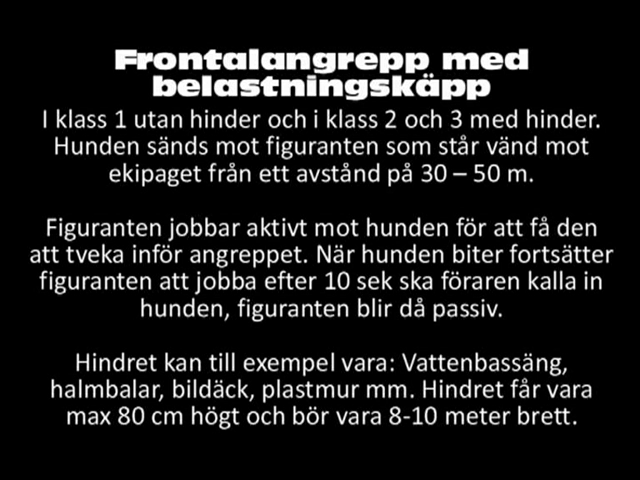 Frontalangrepp med
belastningskäpp
I klass 1 utan hinder och i klass 2 och 3 med hinder.
Hunden sänds mot figuranten som står vänd mot
ekipaget från ett avstånd på 30 – 50 m.
Figuranten jobbar aktivt mot hunden för att få den
att tveka inför angreppet. När hunden biter fortsätter
figuranten att jobba efter 10 sek ska föraren kalla in
hunden, figuranten blir då passiv.
Hindret kan till exempel vara: Vattenbassäng,
halmbalar, bildäck, plastmur mm. Hindret får vara
max 80 cm högt och bör vara 8-10 meter brett.